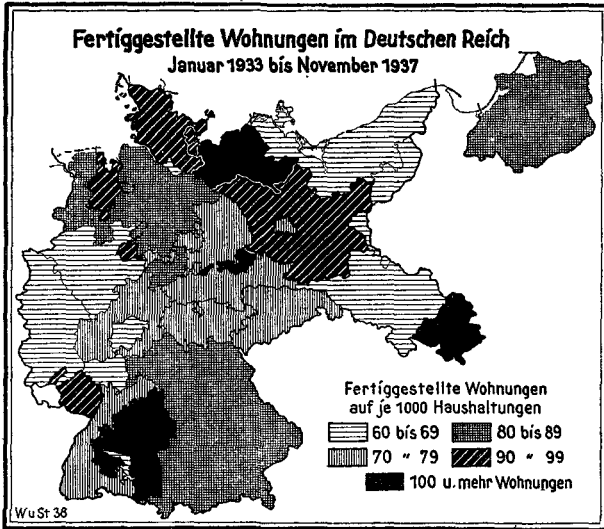 Fertiggestellte Wohnungen im Deutschen Reich
Januar 1933 bis November 1937
Fertiggestellte Wohnungen
auf je 1000 Haushaltungen
60 bis 69
80 bis 89
70 " 79
90 " 99
100 u. mehr Wohnungen
W u St 38